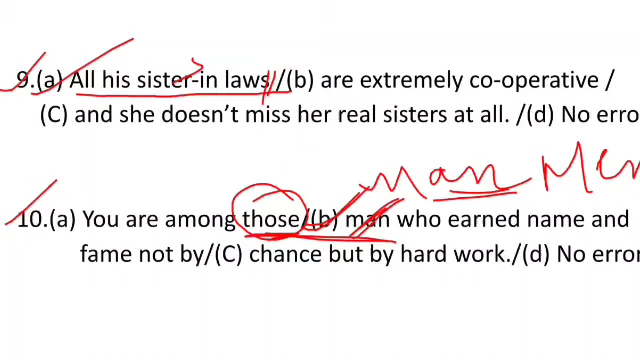 9.(a) All his sister-in laws //(b) are extremely co-operative /
(C) and she doesn't miss her real sisters at all. /(d) No erro
Man Men
10.(a) You are among those/(b) man who earned name and
fame not by/(C) chance but by hard work./(d) No error